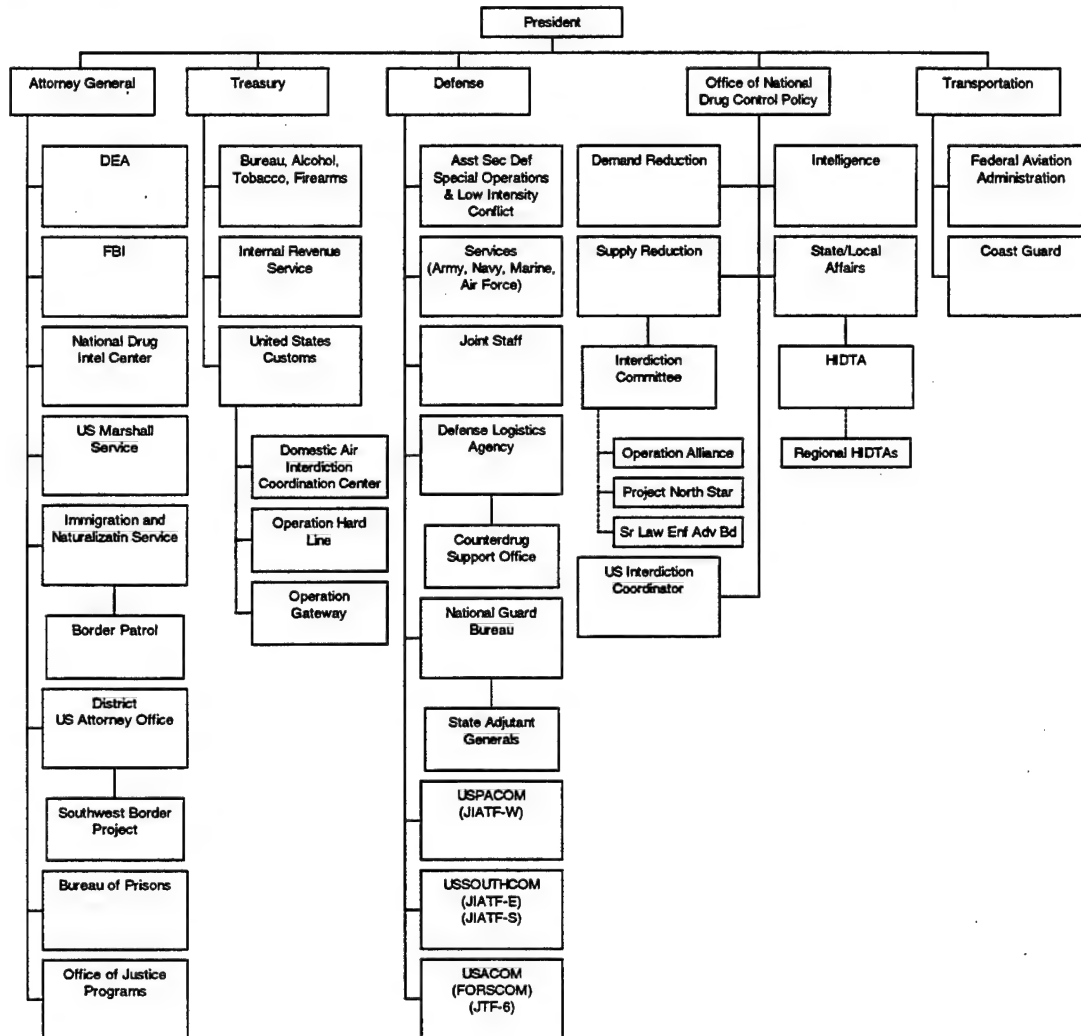 President
Attorney General
Treasury
Defense
Office of National
Drug Control Policy
Transportation
DEA
FBI
National Drug
Intel Center
US Marshall
Service
Immigration and
Naturalizatin Service
Border Patrol
District
US Attorney Office
Southwest Border
Project
Bureau of Prisons
Office of Justice
Programs
Bureau, Alcohol,
Tobacco, Firearms
Internal Revenue
Service
United States
Customs
Domestic Air
Interdiction
Coordination Center
Operation Hard
Line
Operation
Gateway
Asst Sec Def
Special Operations
& Low Intensity
Conflict
Services
(Army, Navy, Marine,
Air Force)
Joint Staff
Defense Logistics
Agency
Counterdrug
Support Office
National Guard
Bureau
State Adjutant
Generals
USPACOM
(JIATF-W)
USSOUTHCOM
(JIATF-E)
(JIATF-S)
USACOM
(FORSCOM)
(JTF-6)
Demand Reduction
Supply Reduction
Interdiction
Committee
Operation Alliance
Project North Star
Sr Law Enf Adv Bd
US Interdiction
Coordinator
Intelligence
State/Local
Affairs
HIDTA
Regional HIDTAs
Federal Aviation
Administration
Coast Guard